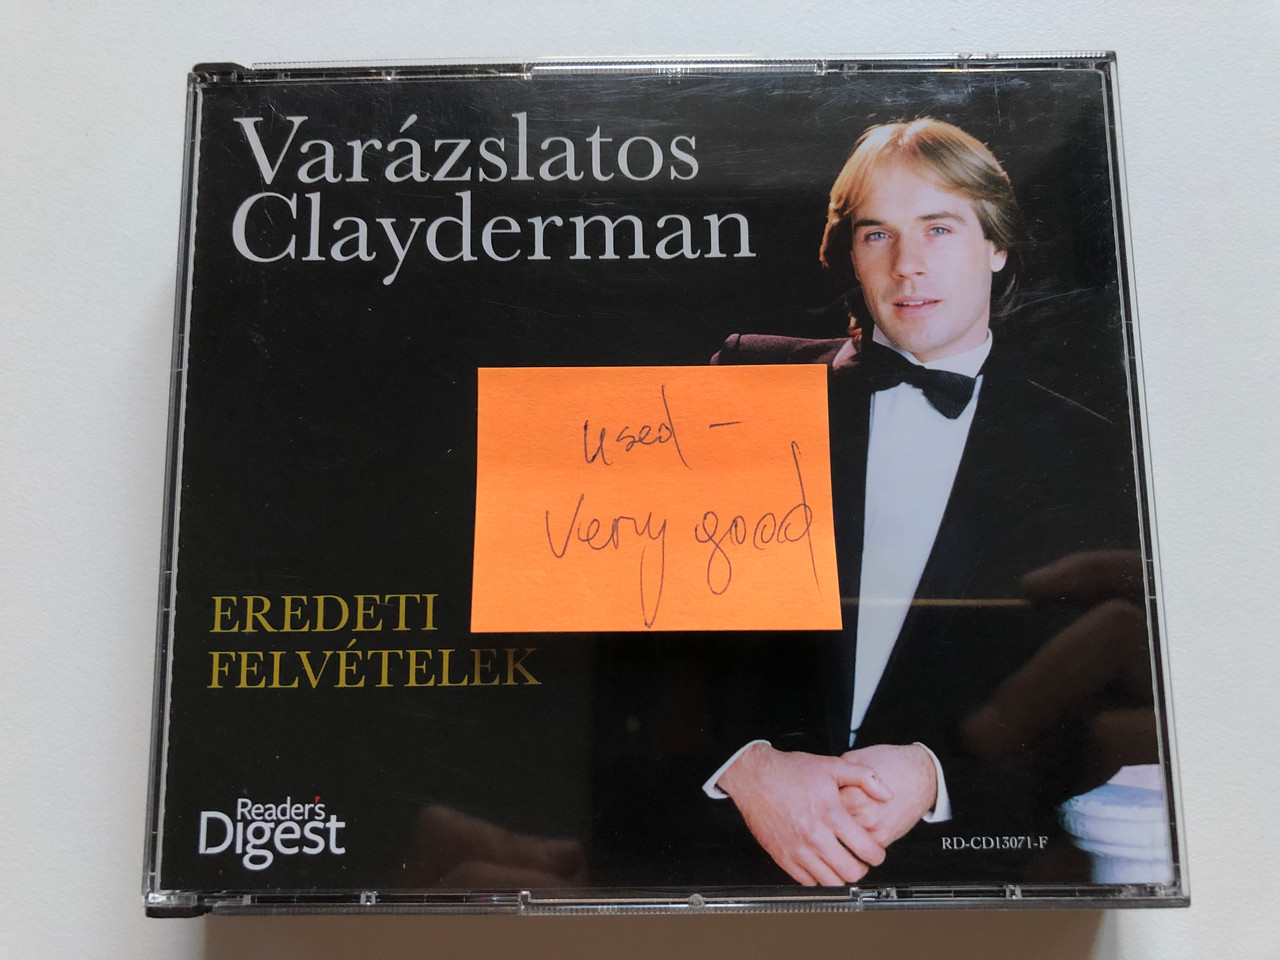 Varázslatos
Clayderman
used –
very good
EREDETI
FELVÉTELEK
Reader's
Digest
RD-CD13071-F